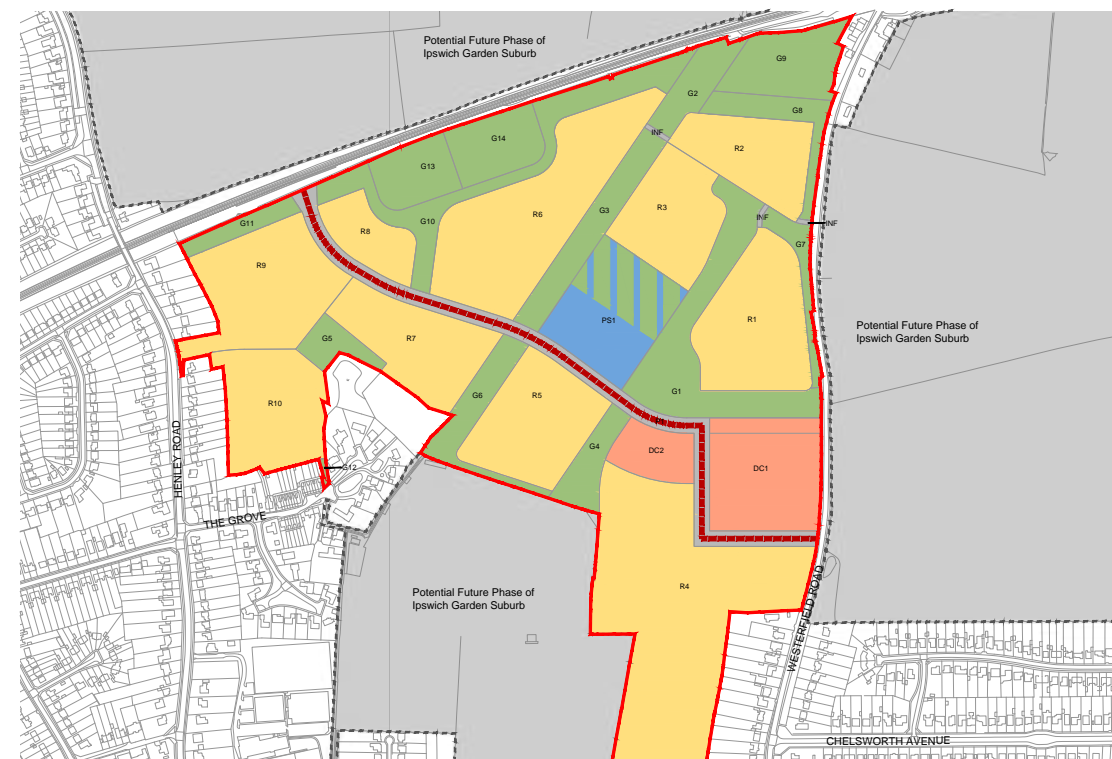 Potential Future Phase of
Ipswich Garden Suburb
G9
G2
G8
INF
G14
R2
G13
R3
R6
G3
INF
INF
G10
G11
R8
G7
R9
PS1
R1
G5
R7
G1
G6
R5
R10
G4
DC2
DC1
G12
Potential Future Phase of
Ipswich Garden Suburb
HENLEY ROAD
THE GROVE
R4
Potential Future Phase of
Ipswich Garden Suburb
WESTERFIELD ROAD
CHELSWORTH AVENUE